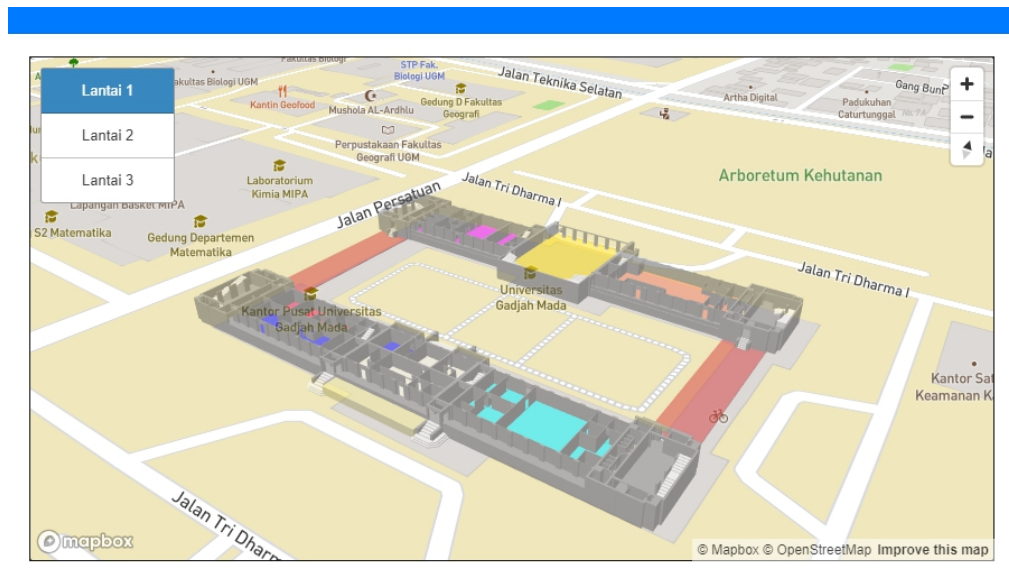 Lantai 1
Lantai 2
Lantai 3
Fakultas Biologi
akultas Biologi UGM
STP Fak.
Biologi UGM
Kantin Geofood
Mushola AL-Ardhlu
Gedung D Fakultas
Geografi
Jalan Teknika Selatan
Artha Digital
Padukuhan
Caturtunggal
Perpustakaan Fakultas
Geografi UGM
Laboratorium
Kimia MIPA
Lapangan Basket MIPA
S2 Matematika
Gedung Departemen
Matematika
Jalan Persatuan
Jalan Tri Dharma I
Arboretum Kehutanan
Jalan Tri Dharma I
Universitas
Gadjah Mada
Kantor Pusat Universitas
Gadjah Mada
Kantor Sat
Keamanan K
Jalan Tri Dharm
mapbox
© Mapbox © OpenStreetMap Improve this map